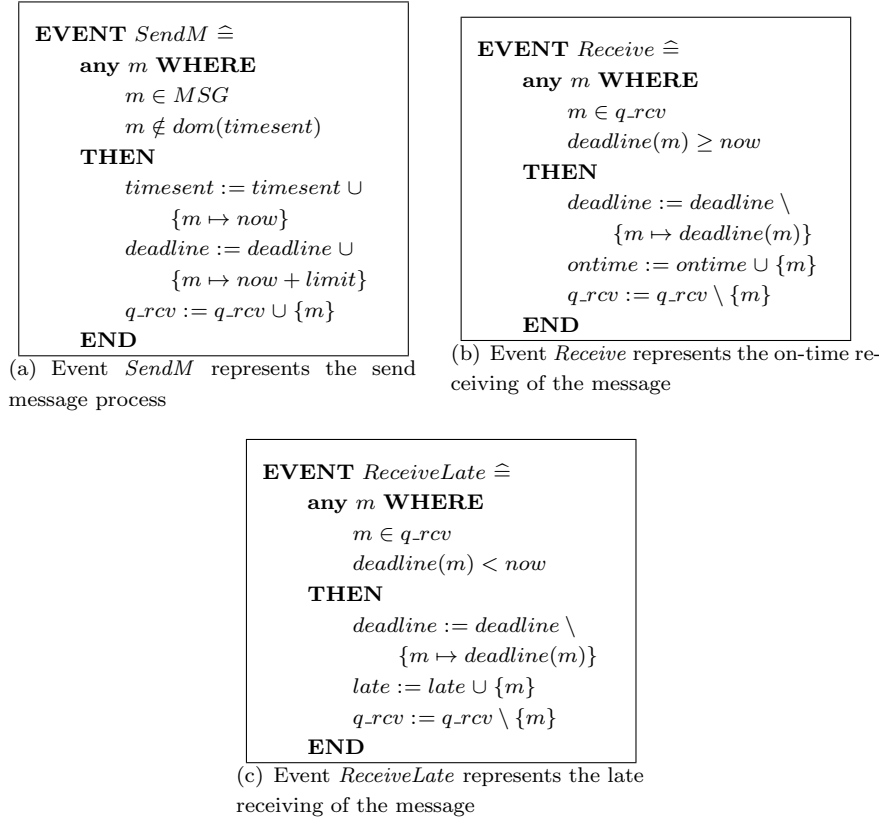 EVENT SendM ≙
any m WHERE
m ∈ MSG
m ∉ dom(timesent)
THEN
timesent := timesent ∪
{m ↦ now}
deadline := deadline ∪
{m ↦ now + limit}
q_rcv := q_rcv ∪ {m}
END
(a) Event SendM represents the send
message process
EVENT Receive ≙
any m WHERE
m ∈ q_rcv
deadline(m) ≥ now
THEN
deadline := deadline \
{m ↦ deadline(m)}
ontime := ontime ∪ {m}
q_rcv := q_rcv \ {m}
END
(b) Event Receive represents the on-time re-
ceiving of the message
EVENT ReceiveLate ≙
any m WHERE
m ∈ q_rcv
deadline(m) < now
THEN
deadline := deadline \
{m ↦ deadline(m)}
late := late ∪ {m}
q_rcv := q_rcv \ {m}
END
(c) Event ReceiveLate represents the late
receiving of the message